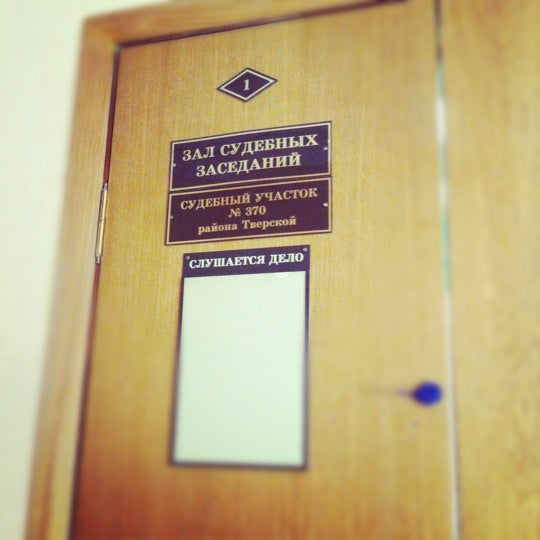 1
ЗАЛ СУДЕБНЫХ
ЗАСЕДАНИЙ
СУДЕБНЫЙ УЧАСТОК
№ 370
района Тверской
СЛУШАЕТСЯ ДЕЛО